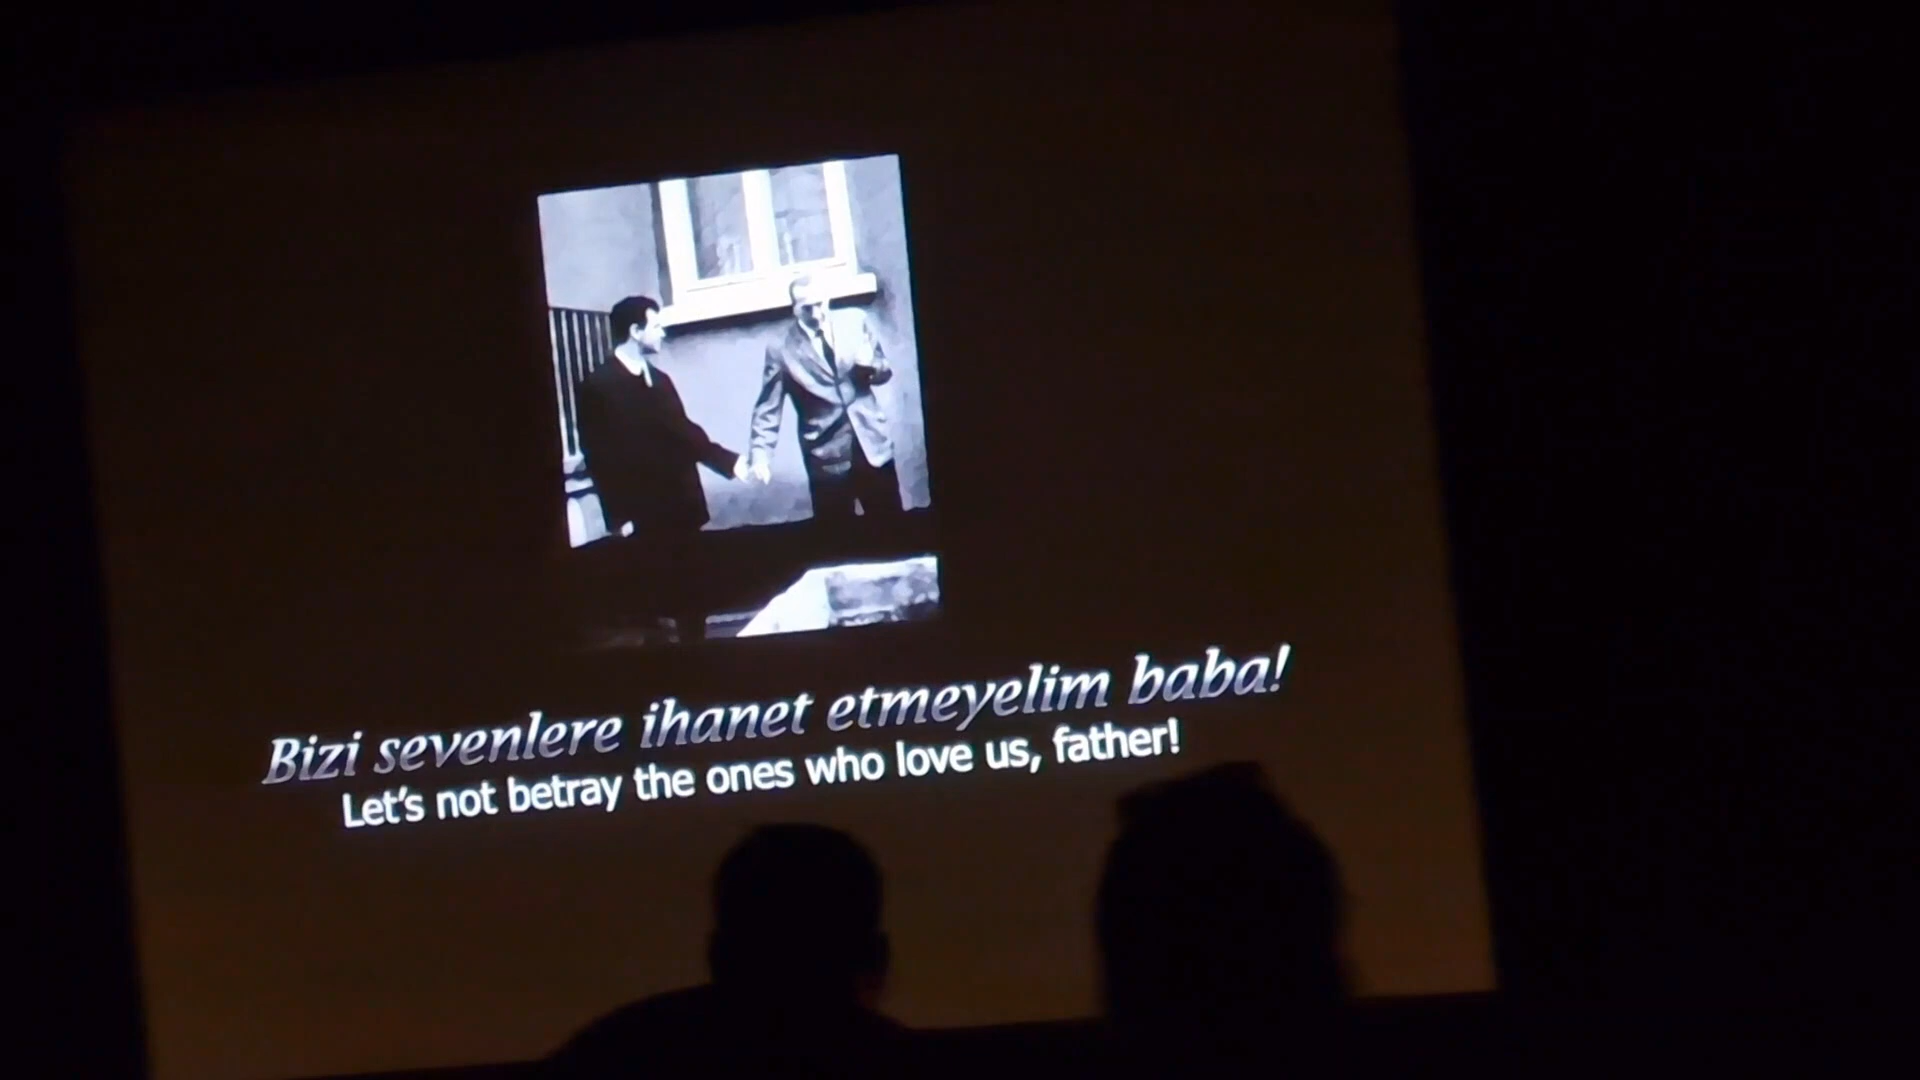 Bizi sevenlere ihanet etmeyelim baba!
Let's not betray the ones who love us, father!